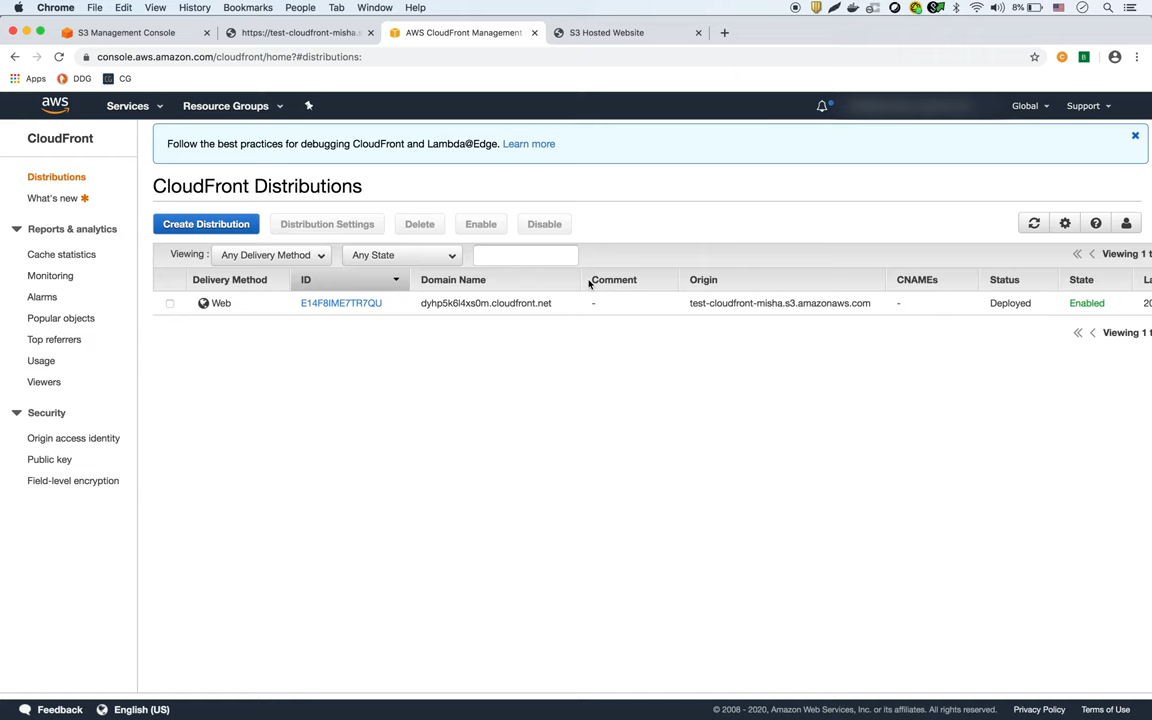 Chrome File Edit View History Bookmarks People Tab Window Help 8%
S3 Management Console × https://test-cloudfront-misha.s × AWS CloudFront Management × S3 Hosted Website × +
console.aws.amazon.com/cloudfront/home?#distributions:
Apps DDG CG
aws Services Resource Groups Global Support
CloudFront
Distributions
What's new
Reports & analytics
Cache statistics
Monitoring
Alarms
Popular objects
Top referrers
Usage
Viewers
Security
Origin access identity
Public key
Field-level encryption
Follow the best practices for debugging CloudFront and Lambda@Edge. Learn more
CloudFront Distributions
Create Distribution Distribution Settings Delete Enable Disable
Viewing : Any Delivery Method Any State Viewing 1 t
Delivery Method ID Domain Name Comment Origin CNAMEs Status State La
Web E14F8IME7TR7QU dyhp5k6l4xs0m.cloudfront.net - test-cloudfront-misha.s3.amazonaws.com - Deployed Enabled 20
Viewing 1 t
Feedback English (US) © 2008 - 2020, Amazon Web Services, Inc. or its affiliates. All rights reserved. Privacy Policy Terms of Use